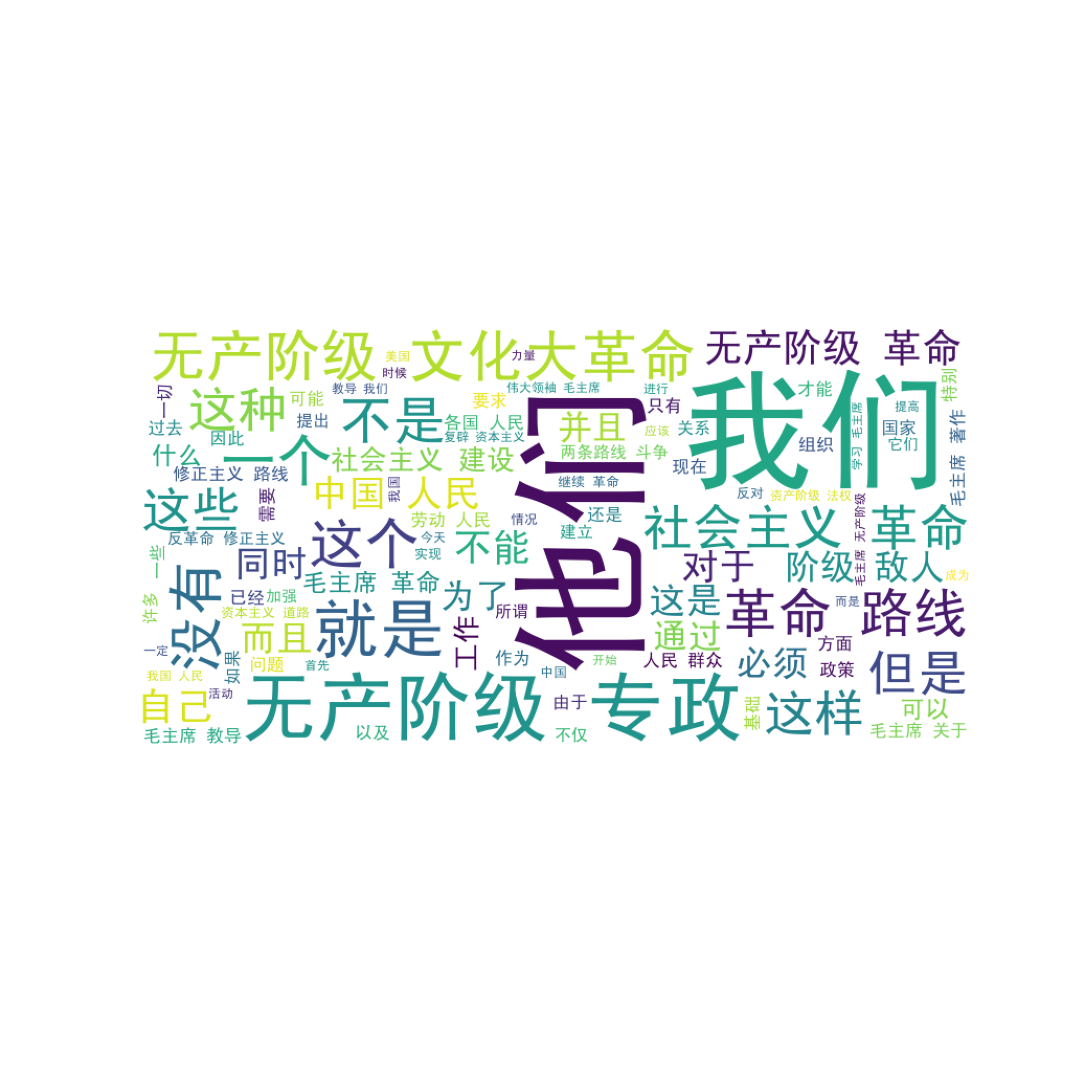 无产阶级 文化大革命
无产阶级 革命
美国
力量
时候
一切
这种
可能
教导 我们
伟大领袖 毛主席
进行
才能
特别
不是
要求
只有
我们
提高
国家
它们
过去
因此
提出
各国 人民
并且
应该
关系
组织
学习 毛主席
毛主席 著作
什么
一个
复辟 资本主义
他们
两条路线 斗争
社会主义 建设
现在
修正主义 路线
中国 人民
我国
继续 革命
反对
资产阶级 法权
这些
需要
劳动 人民
情况
还是
社会主义 革命
毛主席 无产阶级
反革命 修正主义
这个
今天
不能
建立
一些
同时
实现
对于
阶级 敌人
成为
没有
毛主席 革命
为了
这是
许多
已经
加强
资本主义 道路
所谓
革命 路线
而是
就是
而且
工作
通过
方面
一定
如果
问题
首先
作为
开始
人民 群众
必须
政策
但是
我国 人民
活动
中国
自己
无产阶级 专政
由于
基础
这样
可以
毛主席 教导
以及
不仅
毛主席 关于